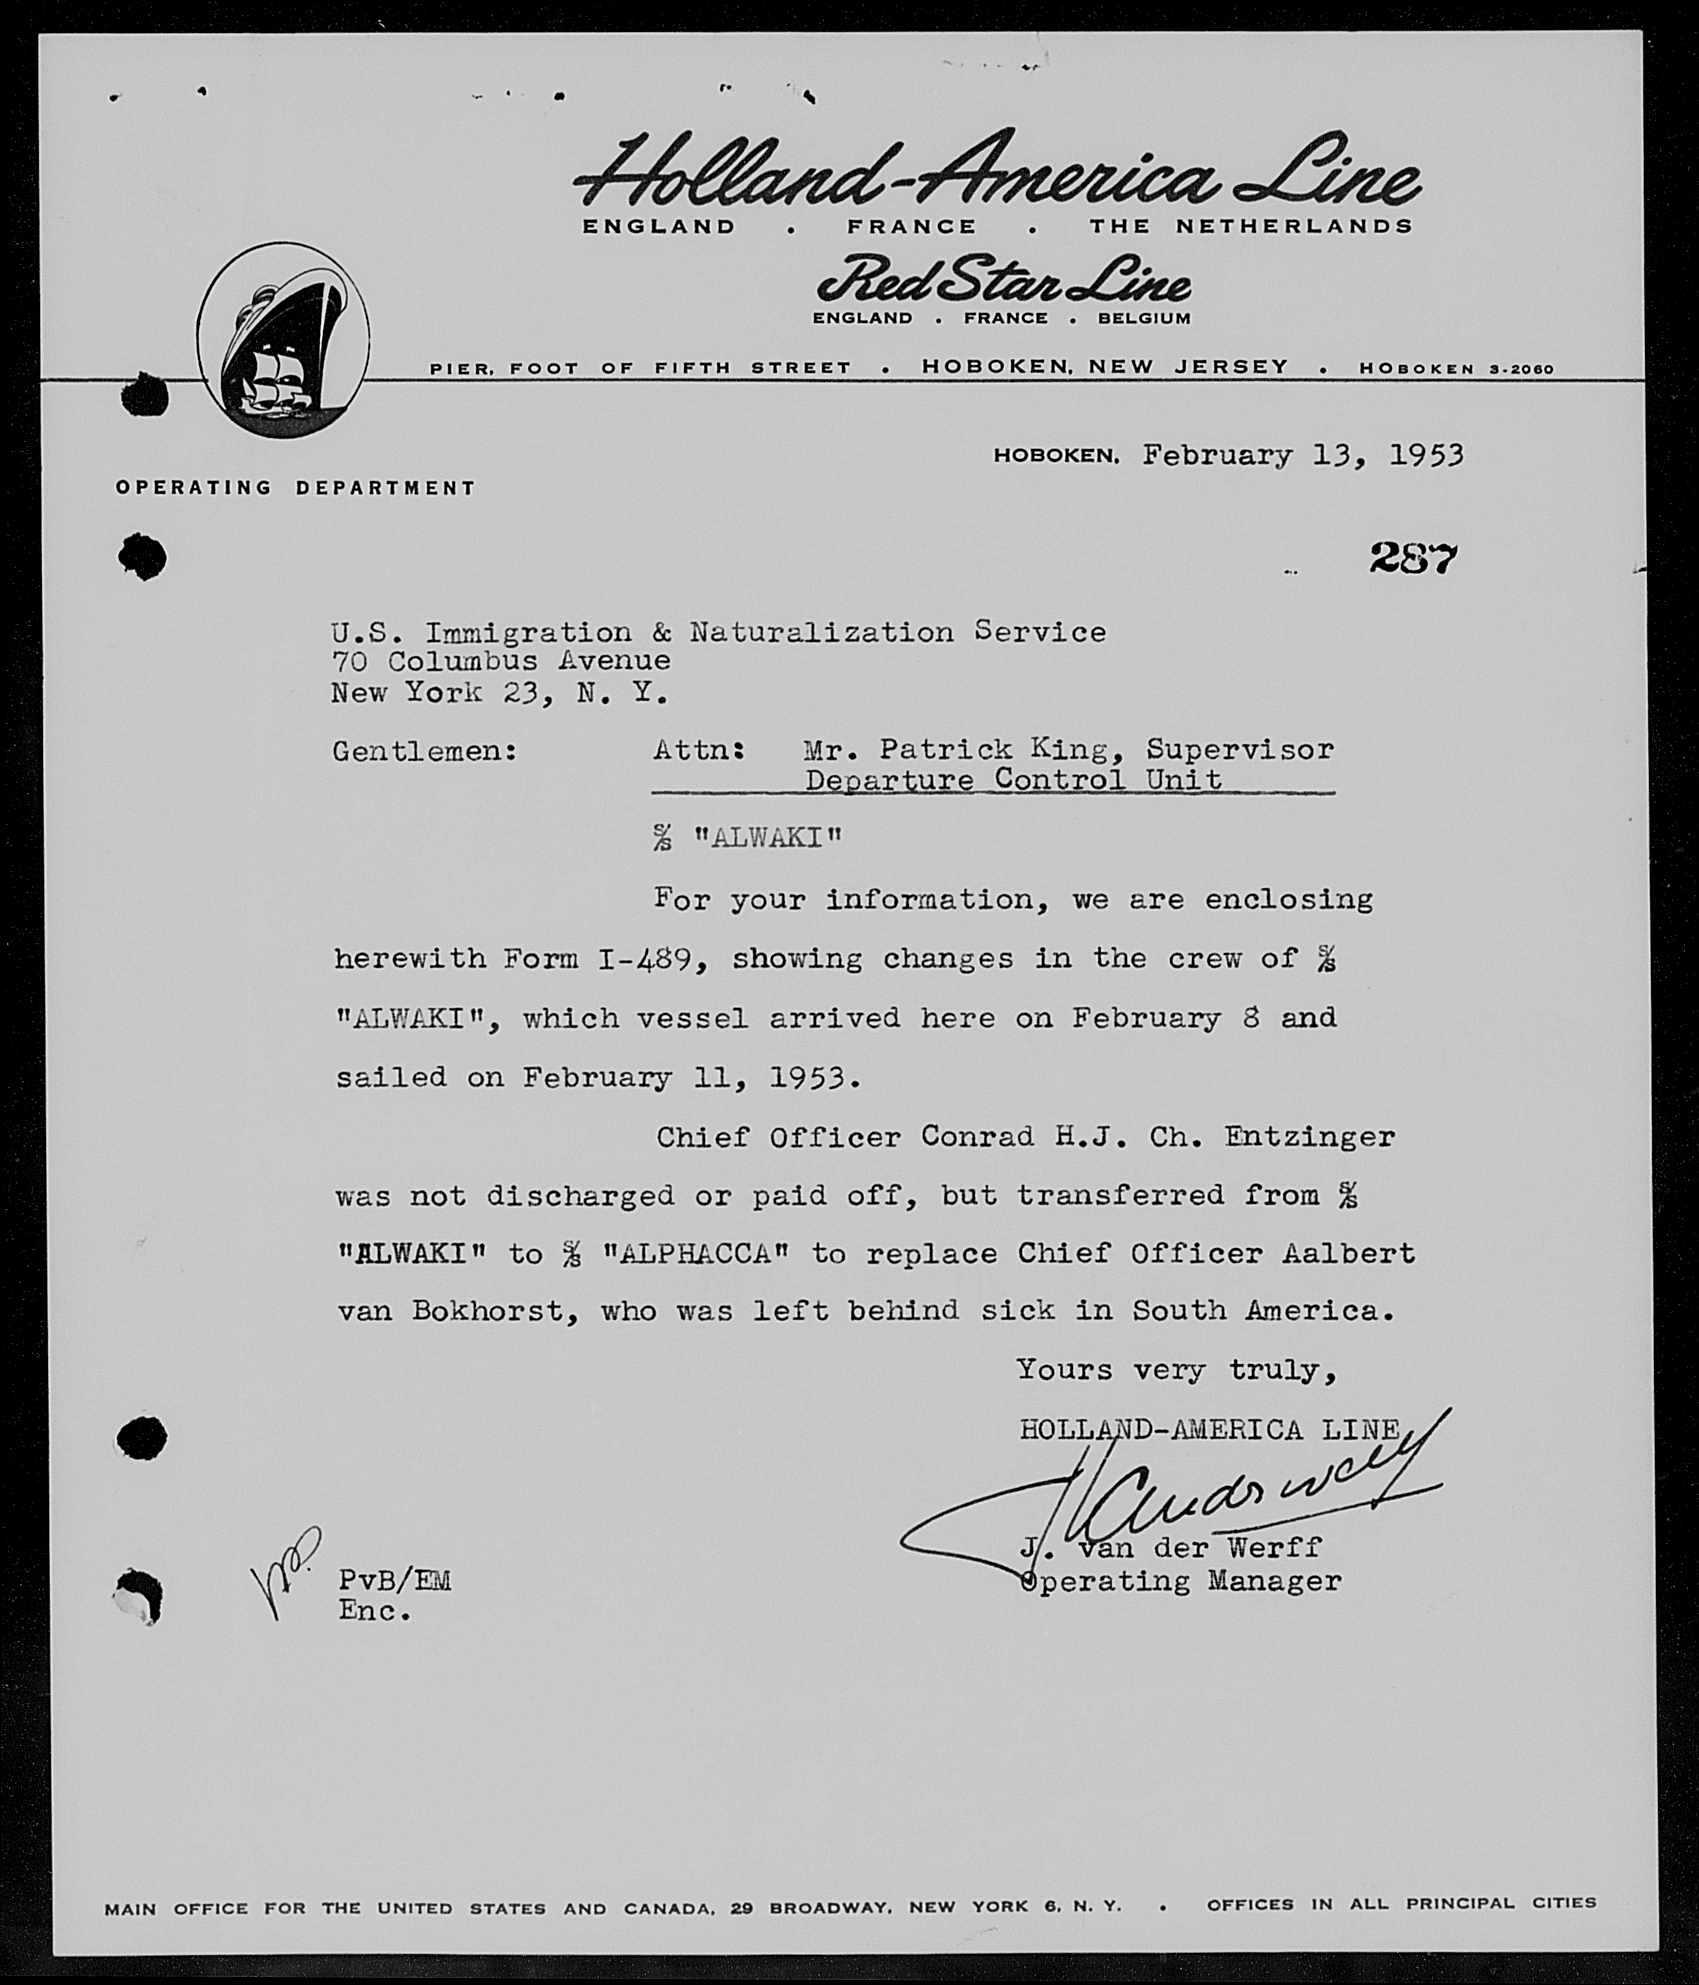 Holland-America Line
ENGLAND . FRANCE . THE NETHERLANDS
Red Star Line
ENGLAND . FRANCE . BELGIUM
PIER, FOOT OF FIFTH STREET . HOBOKEN, NEW JERSEY . HOBOKEN 3-2060
HOBOKEN, February 13, 1953
OPERATING DEPARTMENT
287
U.S. Immigration & Naturalization Service
70 Columbus Avenue
New York 23, N. Y.
Gentlemen: Attn: Mr. Patrick King, Supervisor
Departure Control Unit
S/S "ALWAKI"
For your information, we are enclosing
herewith Form I-489, showing changes in the crew of S/S
"ALWAKI", which vessel arrived here on February 8 and
sailed on February 11, 1953.
Chief Officer Conrad H.J. Ch. Entzinger
was not discharged or paid off, but transferred from S/S
"ALWAKI" to S/S "ALPHACCA" to replace Chief Officer Aalbert
van Bokhorst, who was left behind sick in South America.
Yours very truly,
HOLLAND-AMERICA LINE
J. van der Werff
Operating Manager
PvB/EM
Enc.
MAIN OFFICE FOR THE UNITED STATES AND CANADA, 29 BROADWAY, NEW YORK 6, N. Y. . OFFICES IN ALL PRINCIPAL CITIES